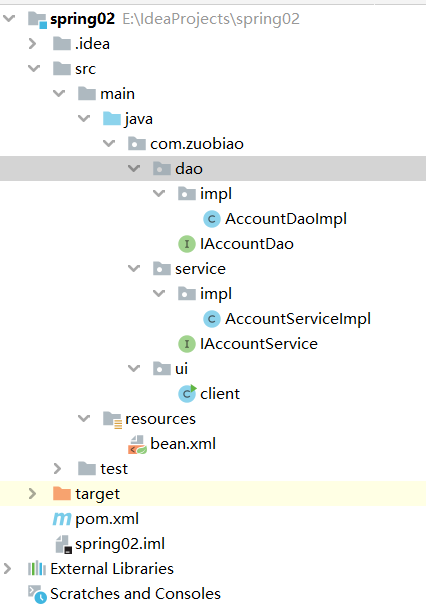 spring02 E:\IdeaProjects\spring02
.idea
src
main
java
com.zuobiao
dao
impl
AccountDaoImpl
IAccountDao
service
impl
AccountServiceImpl
IAccountService
ui
client
resources
bean.xml
test
target
pom.xml
spring02.iml
External Libraries
Scratches and Consoles